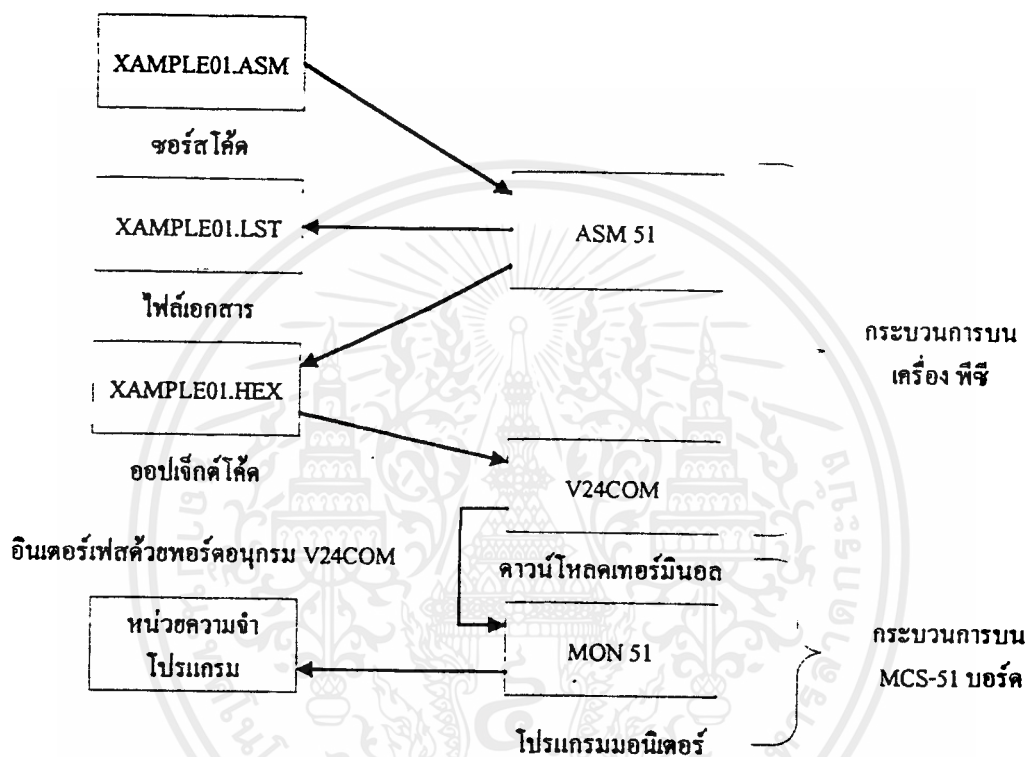 XAMPLE01.ASM
ซอร์สโค้ด
XAMPLE01.LST
ASM 51
ไฟล์เอกสาร
กระบวนการบน
เครื่อง พีซี
XAMPLE01.HEX
ออปเจ็กต์โค้ด
V24COM
อินเตอร์เฟสด้วยพอร์ตอนุกรม V24COM
ดาวน์โหลดเทอร์มินอล
หน่วยความจำ
โปรแกรม
MON 51
กระบวนการบน
MCS-51 บอร์ด
โปรแกรมมอนิเตอร์